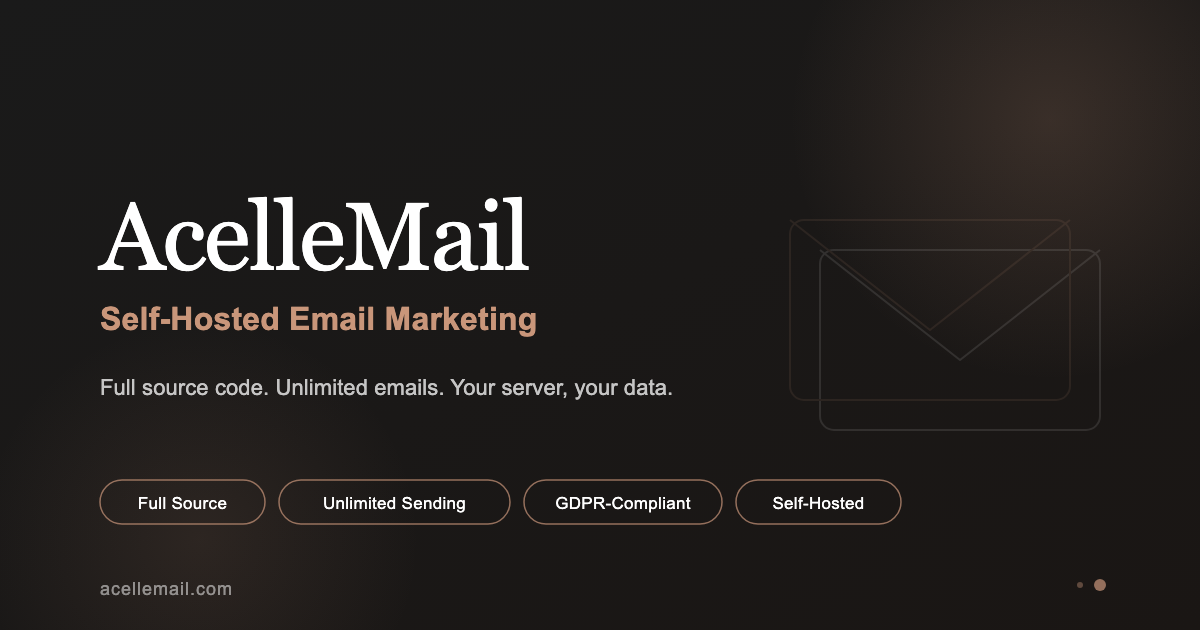 AcelleMail
Self-Hosted Email Marketing
Full source code. Unlimited emails. Your server, your data.
Full Source
Unlimited Sending
GDPR-Compliant
Self-Hosted
acellemail.com